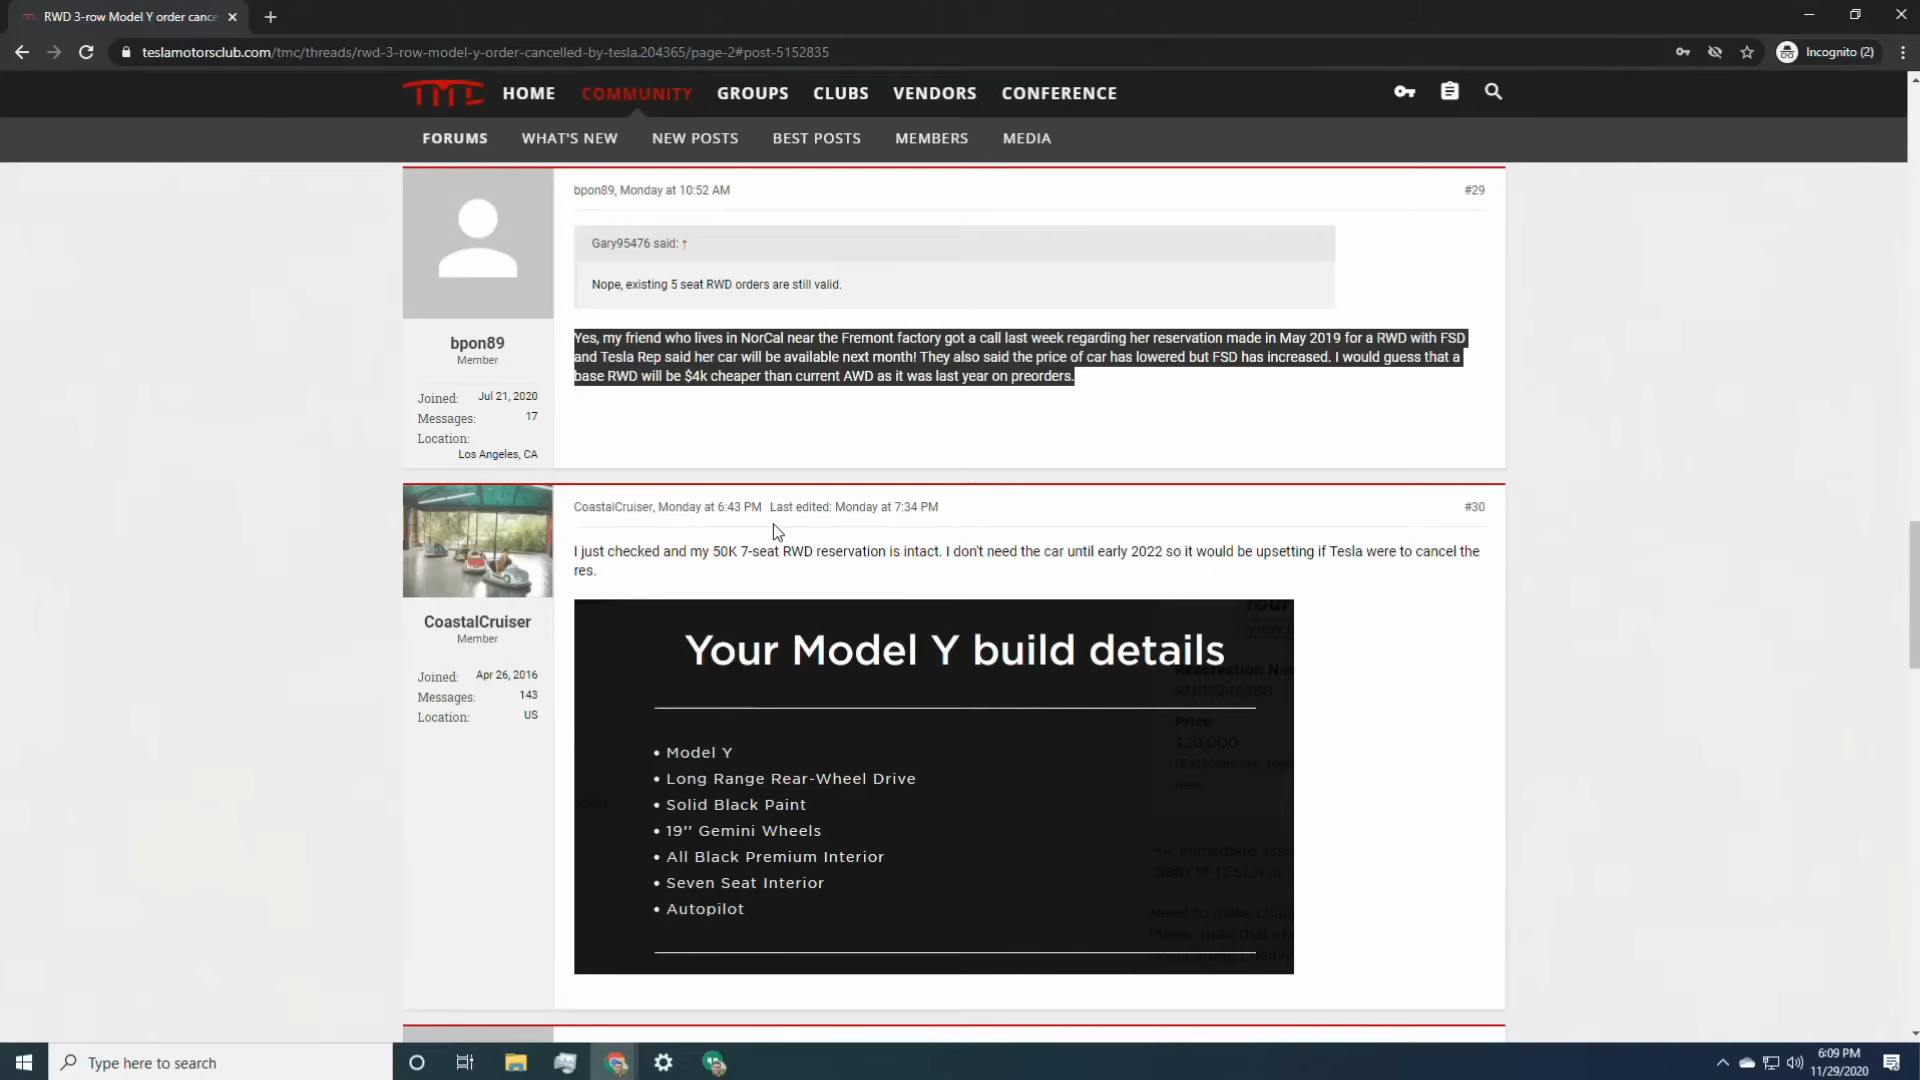 RWD 3-row Model Y order cance
teslamotorsclub.com/tmc/threads/rwd-3-row-model-y-order-cancelled-by-tesla.204365/page-2#post-5152835
Incognito (2)
TMC HOME COMMUNITY GROUPS CLUBS VENDORS CONFERENCE
FORUMS WHAT'S NEW NEW POSTS BEST POSTS MEMBERS MEDIA
bpon89, Monday at 10:52 AM #29
Gary95476 said: ↑
Nope, existing 5 seat RWD orders are still valid.
Yes, my friend who lives in NorCal near the Fremont factory got a call last week regarding her reservation made in May 2019 for a RWD with FSD
and Tesla Rep said her car will be available next month! They also said the price of car has lowered but FSD has increased. I would guess that a
base RWD will be $4k cheaper than current AWD as it was last year on preorders.
bpon89
Member
Joined: Jul 21, 2020
Messages: 17
Location:
Los Angeles, CA
CoastalCruiser, Monday at 6:43 PM Last edited: Monday at 7:34 PM #30
I just checked and my 50K 7-seat RWD reservation is intact. I don't need the car until early 2022 so it would be upsetting if Tesla were to cancel the
res.
CoastalCruiser
Member
Joined: Apr 26, 2016
Messages: 143
Location: US
Your Model Y build details
• Model Y
• Long Range Rear-Wheel Drive
• Solid Black Paint
• 19’’ Gemini Wheels
• All Black Premium Interior
• Seven Seat Interior
• Autopilot
Price
$50,000
Type here to search
6:09 PM
11/29/2020